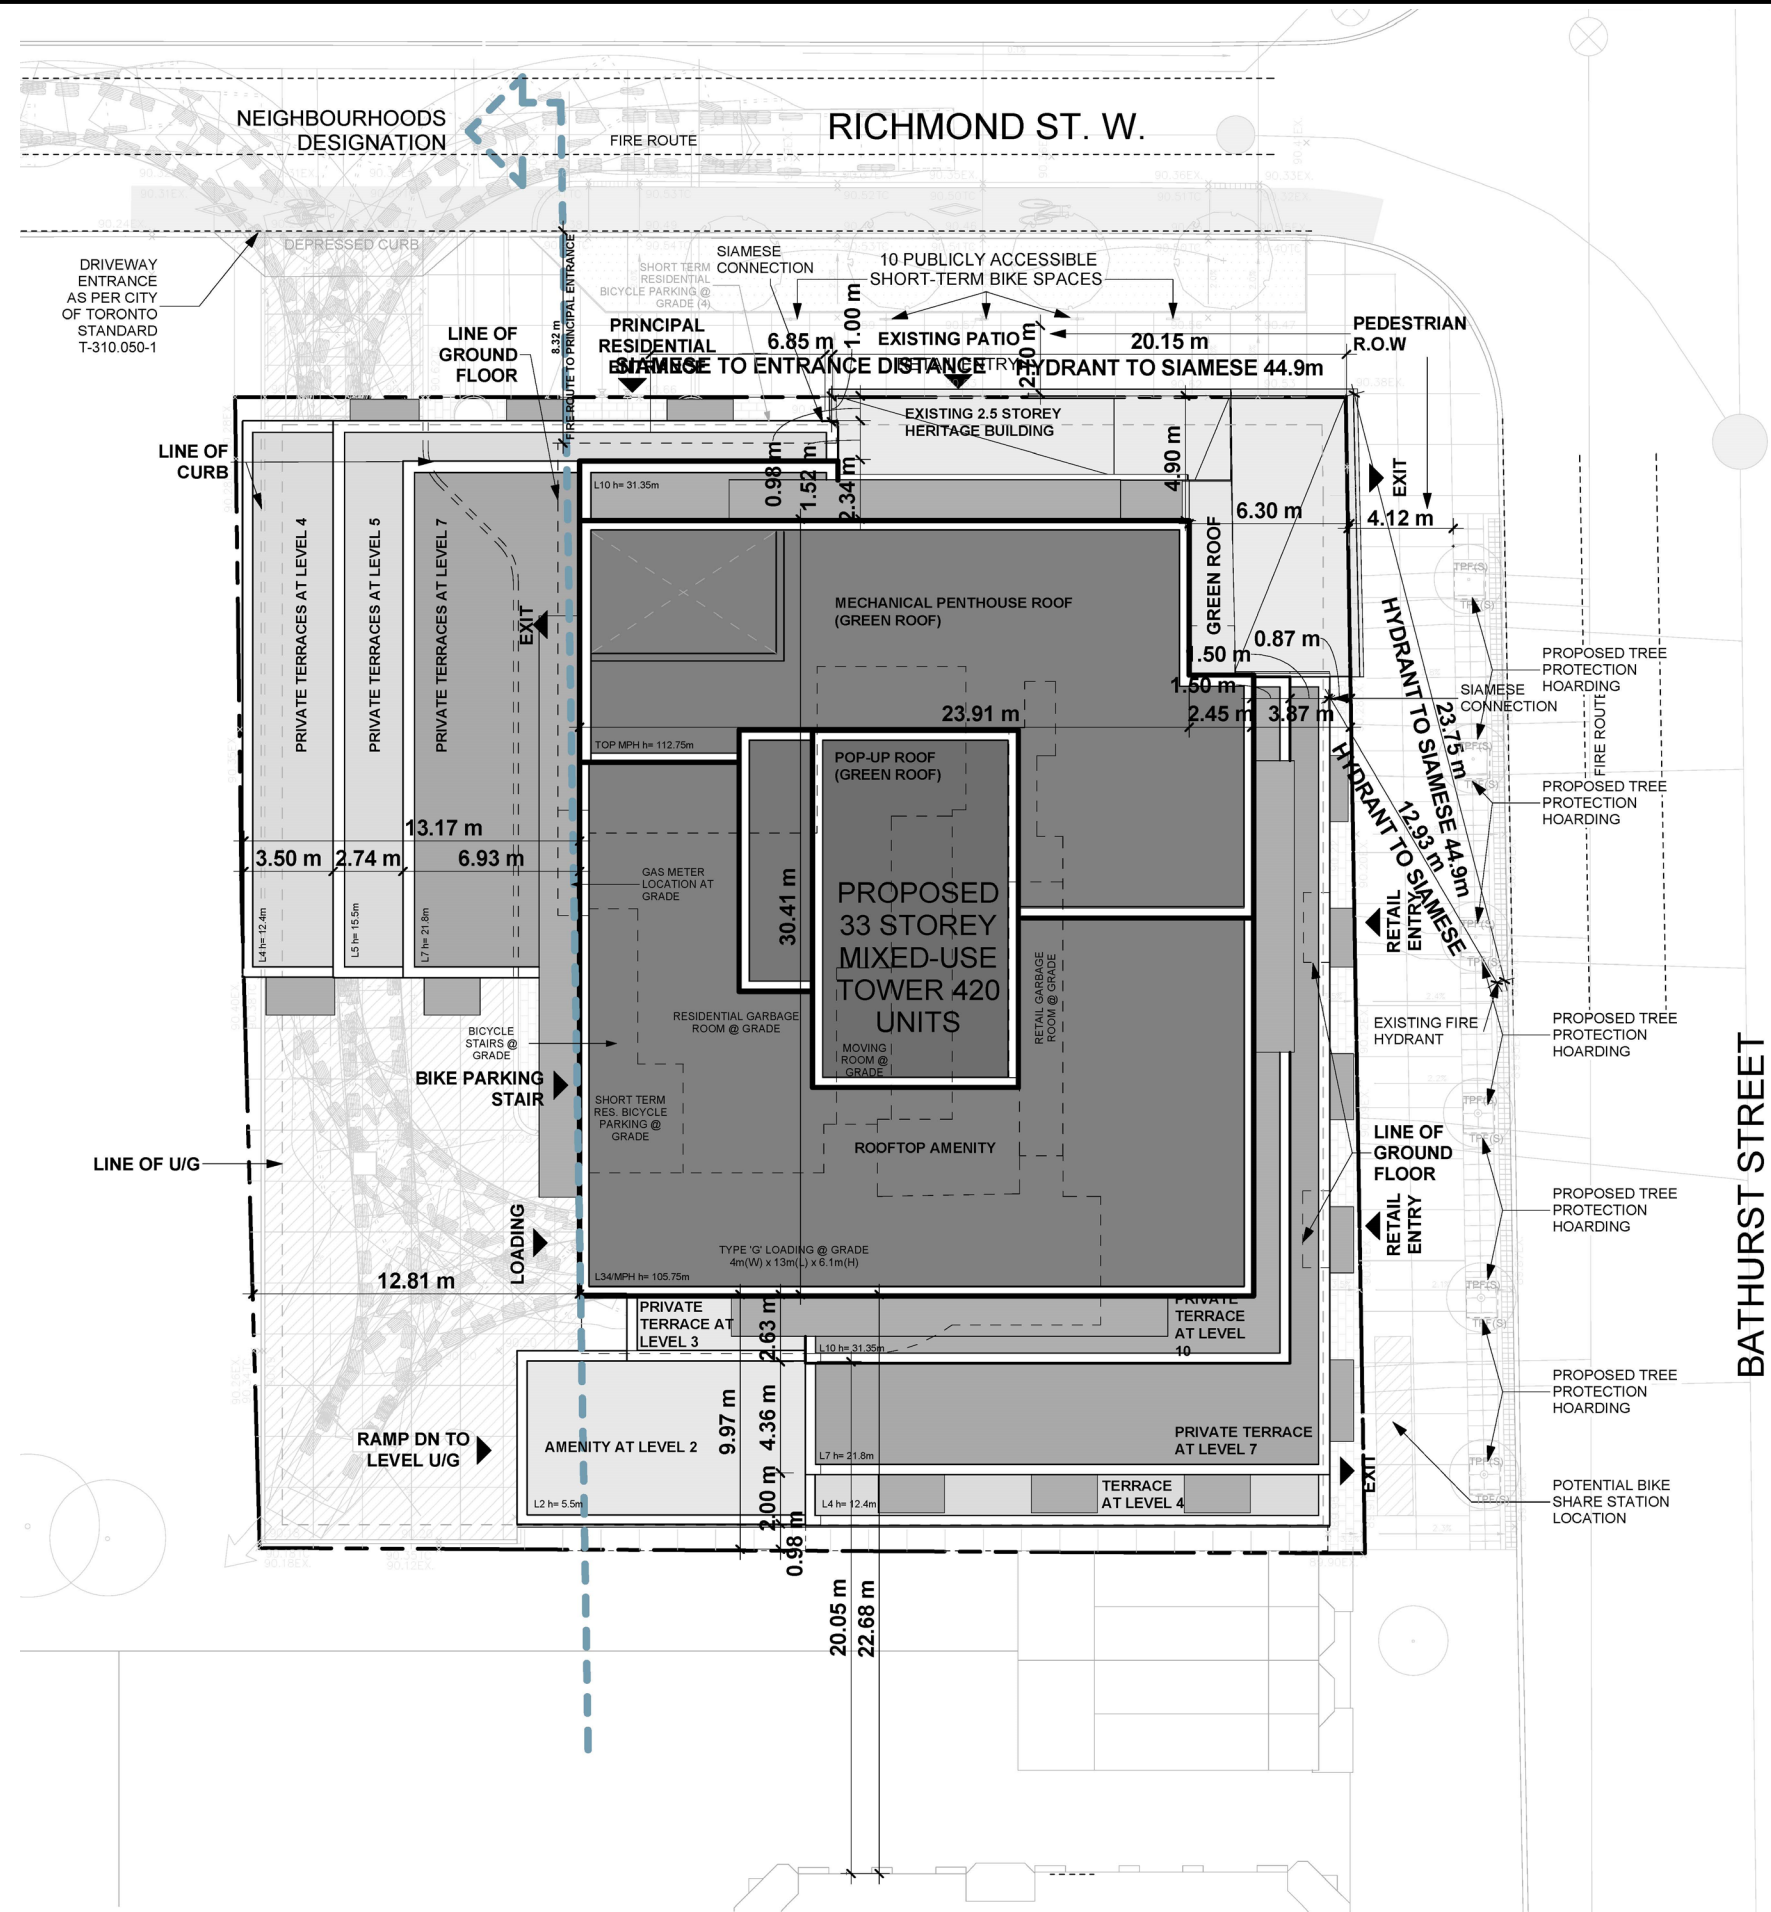 NEIGHBOURHOODS
DESIGNATION
FIRE ROUTE
RICHMOND ST. W.
DEPRESSED CURB
DRIVEWAY
ENTRANCE
AS PER CITY
OF TORONTO
STANDARD
T-310.050-1
SHORT TERM
RESIDENTIAL
BICYCLE PARKING @
GRADE (4)
SIAMESE
CONNECTION
10 PUBLICLY ACCESSIBLE
SHORT-TERM BIKE SPACES
8.32 m
FIRE ROUTE TO PRINCIPAL ENTRANCE
LINE OF
GROUND
FLOOR
PRINCIPAL
RESIDENTIAL
ENTRANCE
6.85 m
1.00 m
EXISTING PATIO
2.70 m
20.15 m
PEDESTRIAN
R.O.W
SIAMESE TO ENTRANCE DISTANCE
RETAIL ENTRY
HYDRANT TO SIAMESE 44.9m
EXISTING 2.5 STOREY
HERITAGE BUILDING
LINE OF
CURB
L10 h= 31.35m
0.98 m
1.52 m
2.34 m
4.90 m
EXIT
6.30 m
4.12 m
PRIVATE TERRACES AT LEVEL 4
PRIVATE TERRACES AT LEVEL 5
PRIVATE TERRACES AT LEVEL 7
EXIT
MECHANICAL PENTHOUSE ROOF
(GREEN ROOF)
GREEN ROOF
0.87 m
1.50 m
1.50 m
2.45 m
3.87 m
23.91 m
TOP MPH h= 112.75m
POP-UP ROOF
(GREEN ROOF)
HYDRANT TO SIAMESE 44.9m
23.75 m
HYDRANT TO SIAMESE
12.93 m
SIAMESE
CONNECTION
FIRE ROUTE
PROPOSED TREE
PROTECTION
HOARDING
PROPOSED TREE
PROTECTION
HOARDING
13.17 m
3.50 m
2.74 m
6.93 m
L4 h= 12.4m
L5 h= 15.5m
L7 h= 21.8m
GAS METER
LOCATION AT
GRADE
30.41 m
PROPOSED
33 STOREY
MIXED-USE
TOWER 420
UNITS
RETAIL
ENTRY
RESIDENTIAL GARBAGE
ROOM @ GRADE
RETAIL GARBAGE
ROOM @ GRADE
MOVING
ROOM @
GRADE
BICYCLE
STAIRS @
GRADE
EXISTING FIRE
HYDRANT
PROPOSED TREE
PROTECTION
HOARDING
BIKE PARKING
STAIR
SHORT TERM
RES. BICYCLE
PARKING @
GRADE
ROOFTOP AMENITY
LINE OF U/G
LINE OF
GROUND
FLOOR
RETAIL
ENTRY
PROPOSED TREE
PROTECTION
HOARDING
BATHURST STREET
LOADING
TYPE 'G' LOADING @ GRADE
4m(W) x 13m(L) x 6.1m(H)
L34/MPH h= 105.75m
12.81 m
PRIVATE
TERRACE AT
LEVEL 3
2.63 m
PRIVATE
TERRACE
AT LEVEL
10
L10 h= 31.35m
PROPOSED TREE
PROTECTION
HOARDING
RAMP DN TO
LEVEL U/G
AMENITY AT LEVEL 2
9.97 m
4.36 m
PRIVATE TERRACE
AT LEVEL 7
L7 h= 21.8m
EXIT
L2 h= 5.5m
2.00 m
L4 h= 12.4m
TERRACE
AT LEVEL 4
POTENTIAL BIKE
SHARE STATION
LOCATION
0.98 m
20.05 m
22.68 m